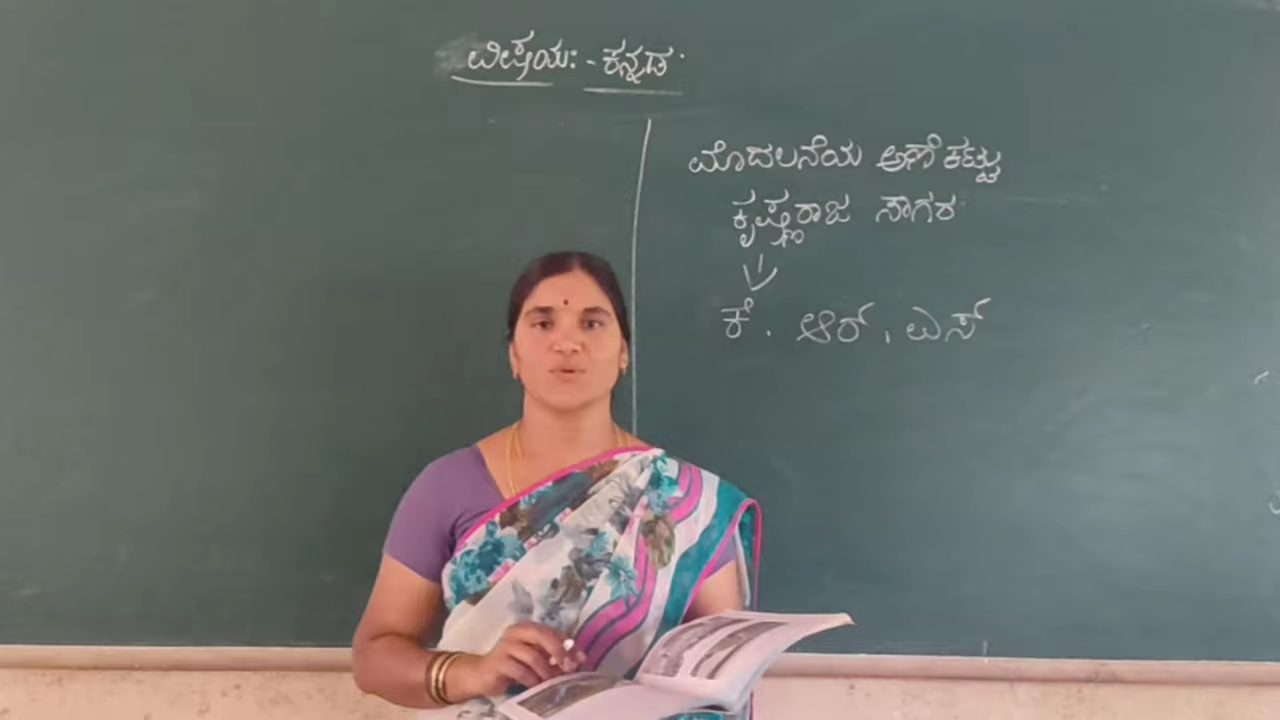 ವಿಷಯಃ - ಕನ್ನಡ.
ಮೊದಲನೆಯ ಅಣೆಕಟ್ಟು
ಕೃಷ್ಣರಾಜ ಸಾಗರ
ಕೆ. ಆರ್. ಎಸ್